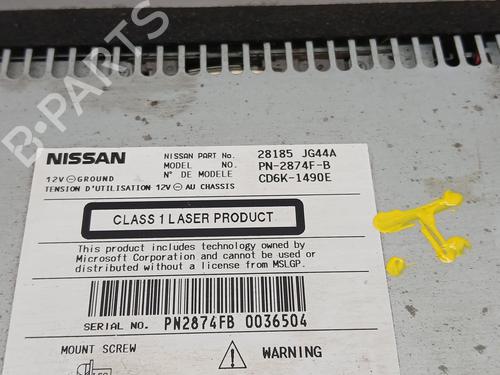 B-PARTS
NISSAN
NISSAN PART No. 28185 JG44A
MODEL NO. PN-2874F-B
N° DE MODELE CD6K-1490E
12V⊖GROUND
TENSION D'UTILISATION 12V⊖AU CHASSIS
CLASS 1 LASER PRODUCT
This product includes technology owned by
Microsoft Corporation and cannot be used or
distributed without a license from MSLGP.
SERIAL NO. PN2874FB 0036504
MOUNT SCREW
WARNING